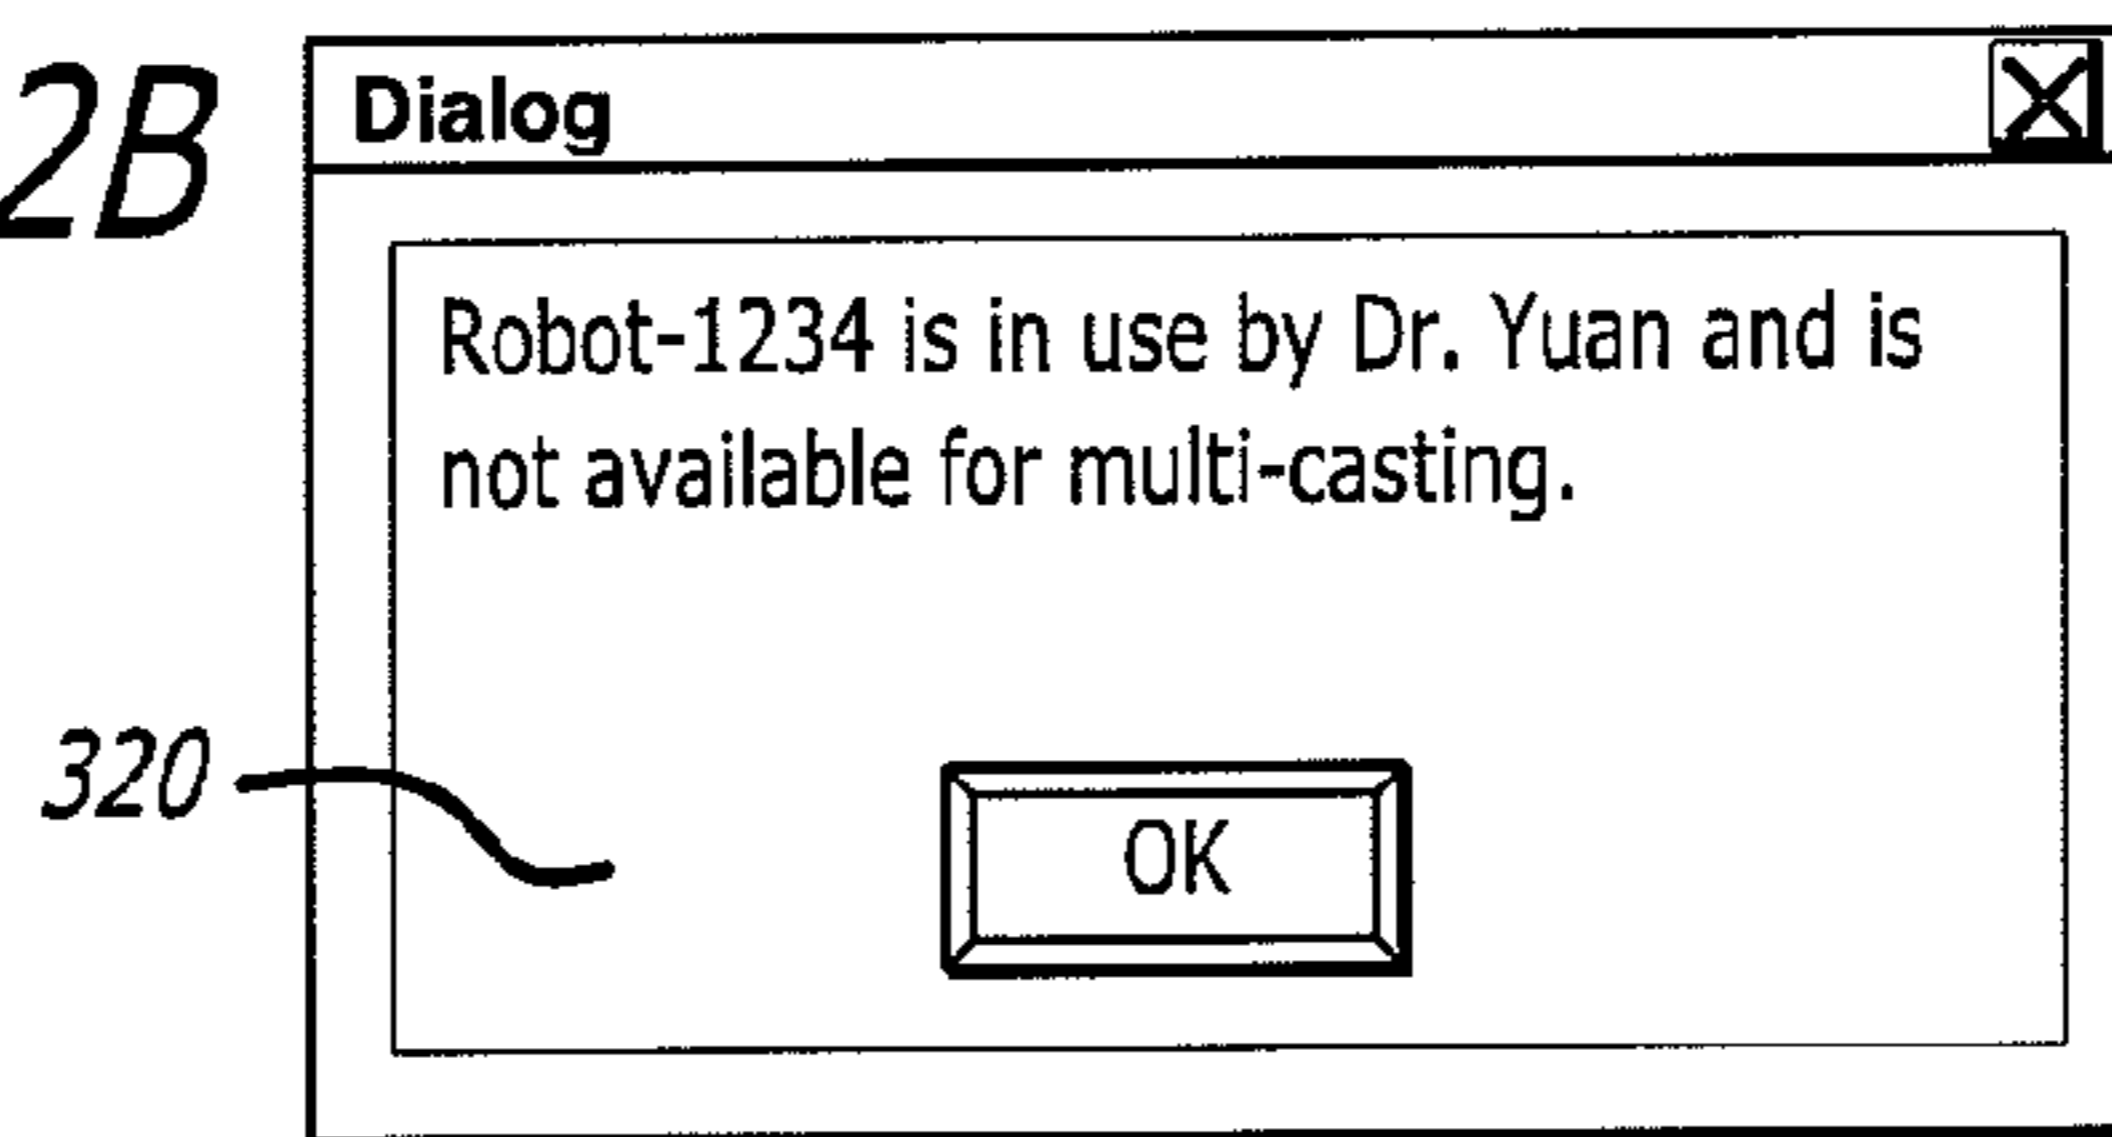 2B
Dialog
Robot-1234 is in use by Dr. Yuan and is
not available for multi-casting.
320
OK